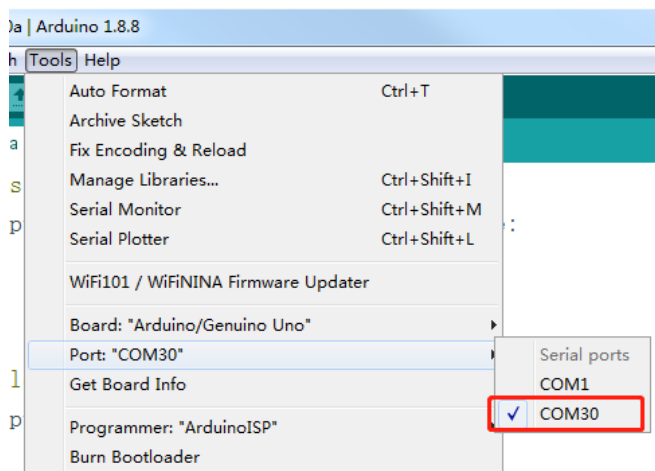 a | Arduino 1.8.8
h Tools Help
Auto Format Ctrl+T
Archive Sketch
a
Fix Encoding & Reload
s
Manage Libraries... Ctrl+Shift+I
p
Serial Monitor Ctrl+Shift+M
Serial Plotter Ctrl+Shift+L
:
WiFi101 / WiFiNINA Firmware Updater
Board: "Arduino/Genuino Uno"
Port: "COM30"
Serial ports
l
Get Board Info
COM1
p
Programmer: "ArduinoISP"
COM30
Burn Bootloader